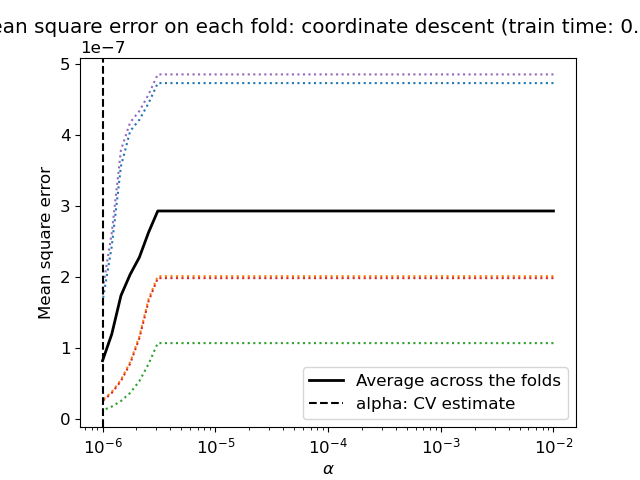 ean square error on each fold: coordinate descent (train time: 0.
1e−7
5
4
3
2
1
0
Mean square error
Average across the folds
alpha: CV estimate
10⁻⁶ 10⁻⁵ 10⁻⁴ 10⁻³ 10⁻²
α